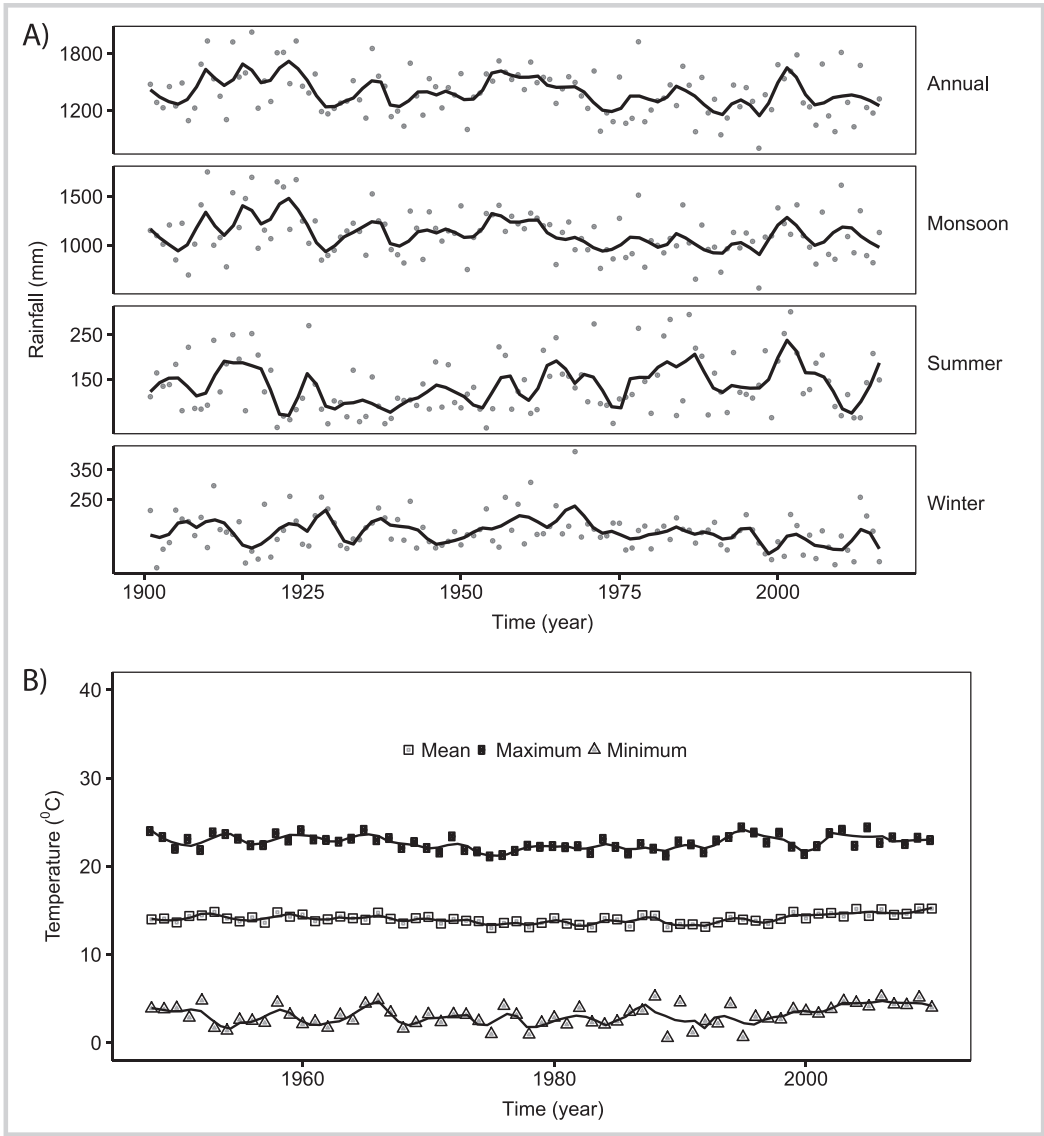 A)
1800
1200
Annual
1500
1000
Monsoon
250
150
Summer
350
250
Winter
Rainfall (mm)
1900 1925 1950 1975 2000
Time (year)
B)
40
30
20
10
0
Mean Maximum Minimum
Temperature (⁰C)
1960 1980 2000
Time (year)